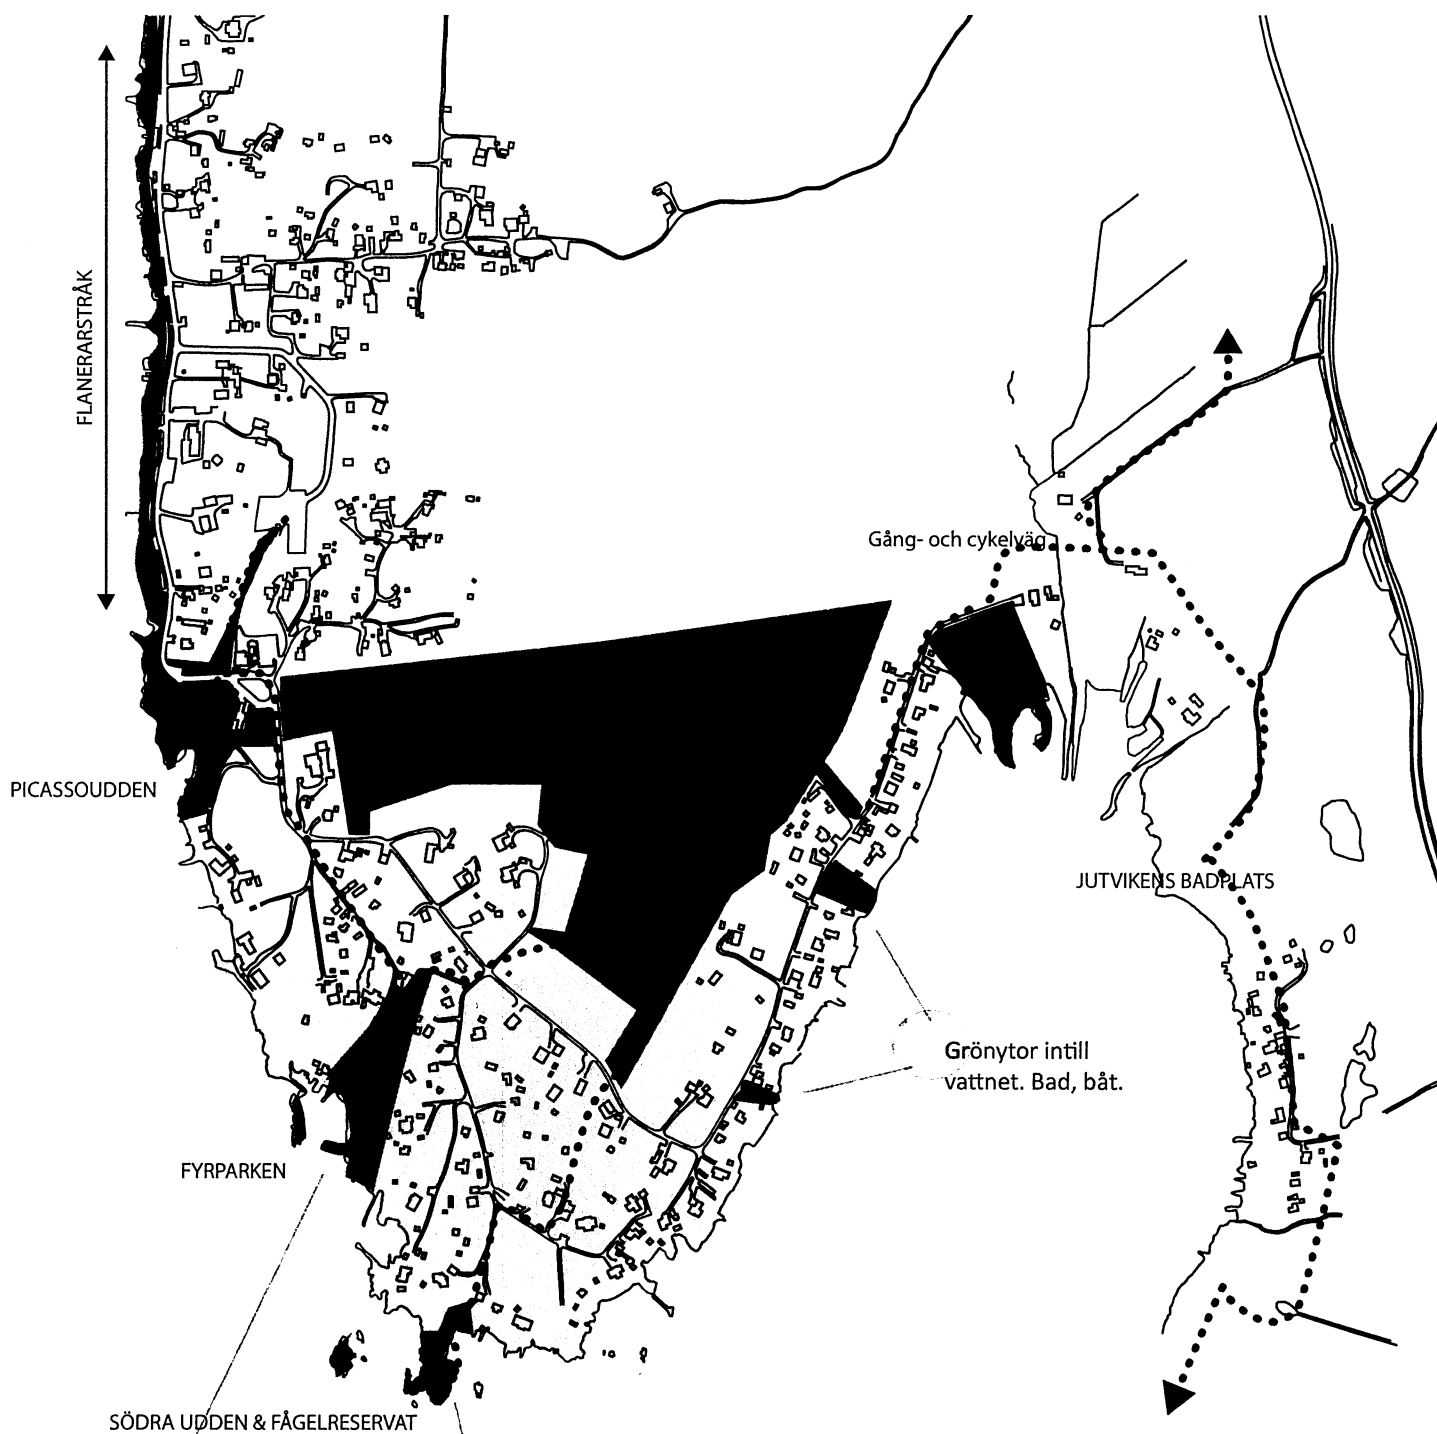 FLANERARSTRÅK
Gång- och cykelväg
PICASSOUDDEN
JUTVIKENS BADPLATS
Grönytor intill
vattnet. Bad, båt.
FYRPARKEN
SÖDRA UDDEN & FÅGELRESERVAT